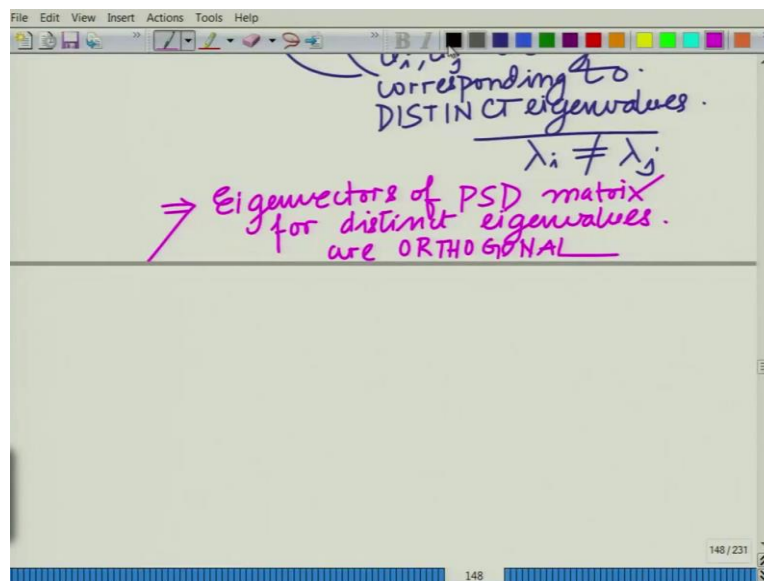 File Edit View Insert Actions Tools Help
B I
corresponding to.
DISTINCT eigenvalues.
λi ≠ λj
⇒ Eigenvectors of PSD matrix
for distinct eigenvalues.
are ORTHOGONAL
148/231
148